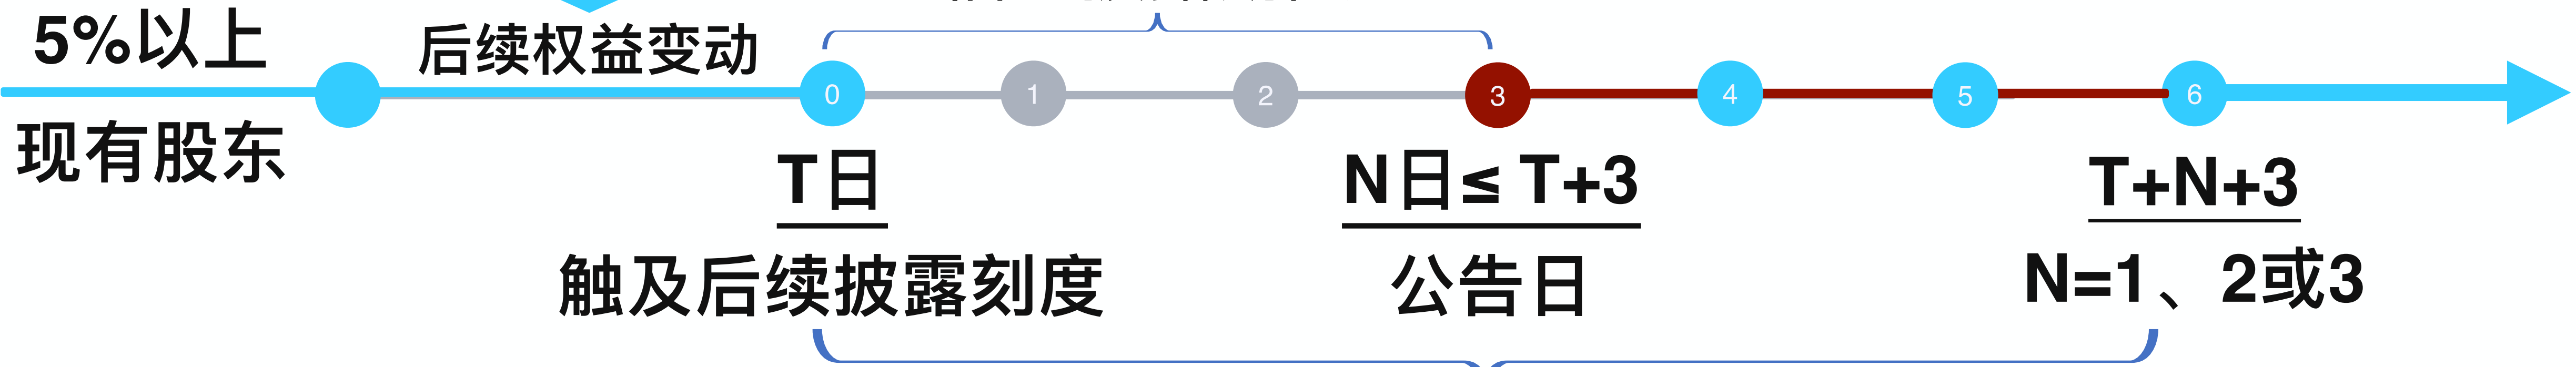 5%以上
后续权益变动
0
1
2
3
4
5
6
现有股东
T日
N日≤ T+3
T+N+3
触及后续披露刻度
公告日
N=1、2或3